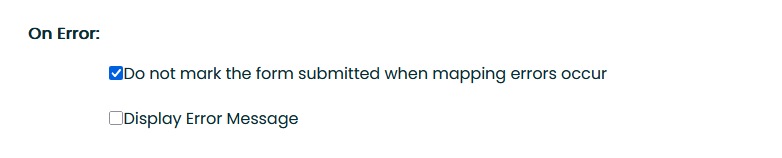 On Error:
Do not mark the form submitted when mapping errors occur
Display Error Message